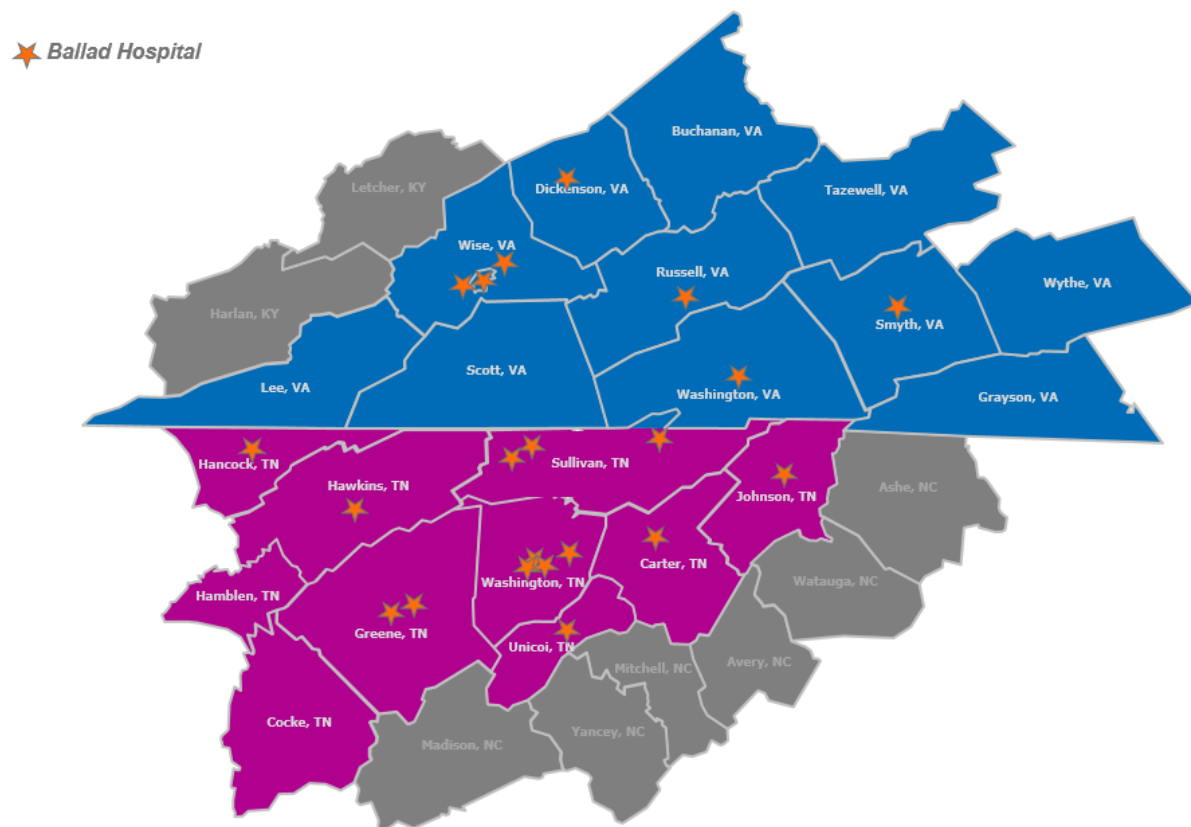 Ballad Hospital
Buchanan, VA
Letcher, KY
Dickenson, VA
Tazewell, VA
Wise, VA
Russell, VA
Wythe, VA
Harlan, KY
Smyth, VA
Scott, VA
Lee, VA
Washington, VA
Grayson, VA
Hancock, TN
Sullivan, TN
Hawkins, TN
Johnson, TN
Ashe, NC
Carter, TN
Washington, TN
Watauga, NC
Hamblen, TN
Greene, TN
Unicoi, TN
Mitchell, NC
Avery, NC
Cocke, TN
Yancey, NC
Madison, NC